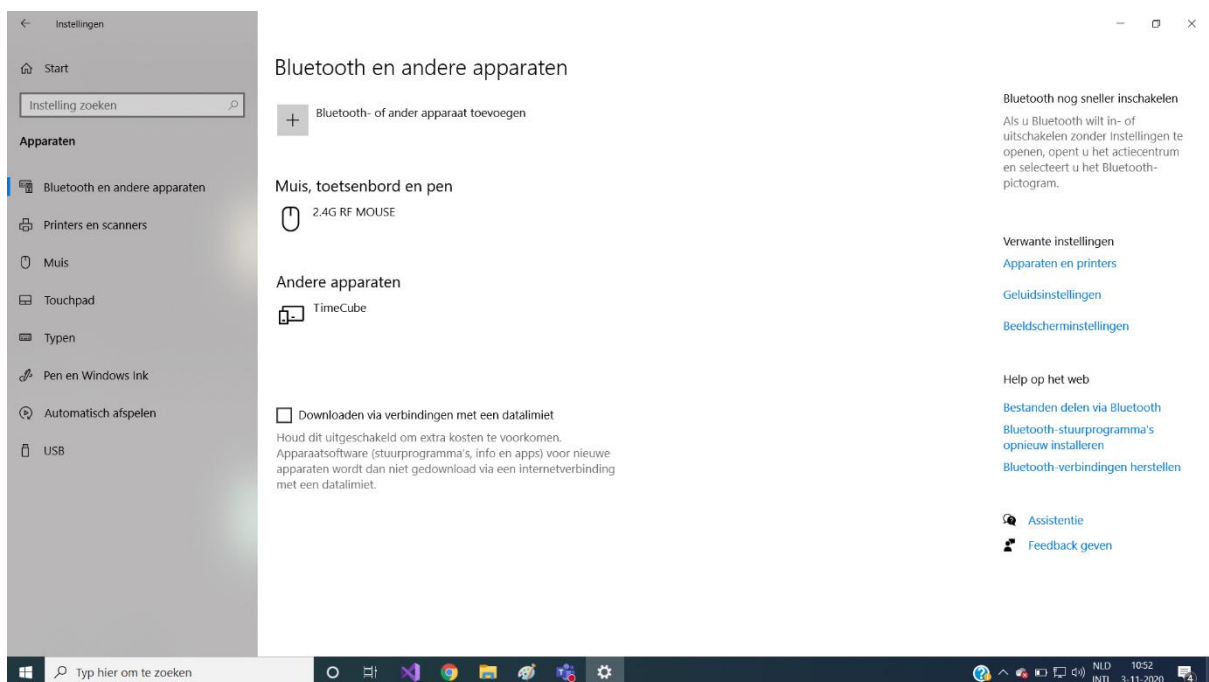 Instellingen
Start
Instelling zoeken
Apparaten
Bluetooth en andere apparaten
Printers en scanners
Muis
Touchpad
Typen
Pen en Windows Ink
Automatisch afspelen
USB
Bluetooth en andere apparaten
Bluetooth- of ander apparaat toevoegen
Muis, toetsenbord en pen
2.4G RF MOUSE
Andere apparaten
TimeCube
Downloaden via verbindingen met een datalimiet
Houd dit uitgeschakeld om extra kosten te voorkomen.
Apparaatsoftware (stuurprogramma's, info en apps) voor nieuwe
apparaten wordt dan niet gedownload via een internetverbinding
met een datalimiet.
Bluetooth nog sneller inschakelen
Als u Bluetooth wilt in- of
uitschakelen zonder Instellingen te
openen, opent u het actiecentrum
en selecteert u het Bluetooth-
pictogram.
Verwante instellingen
Apparaten en printers
Geluidsinstellingen
Beeldscherminstellingen
Help op het web
Bestanden delen via Bluetooth
Bluetooth-stuurprogramma's
opnieuw installeren
Bluetooth-verbindingen herstellen
Assistentie
Feedback geven
Typ hier om te zoeken
NLD
INTL
10:52
3-11-2020
4